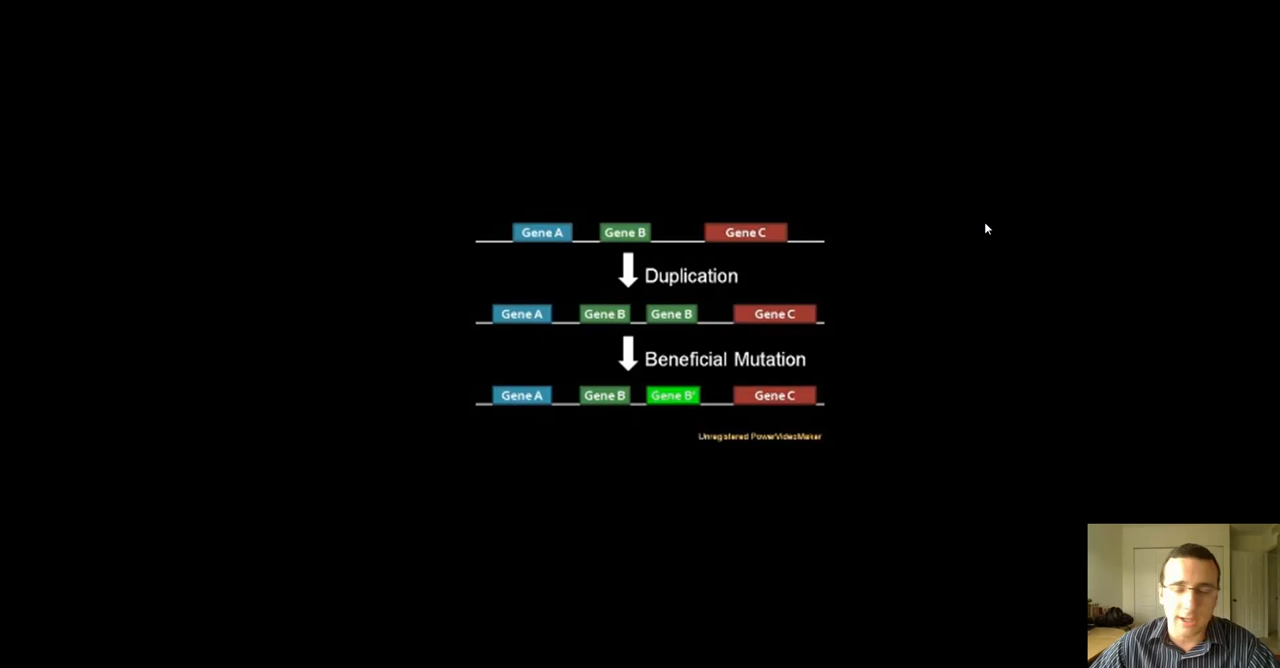 Gene A Gene B Gene C
Duplication
Gene A Gene B Gene B Gene C
Beneficial Mutation
Gene A Gene B Gene B' Gene C
Unregistered PowerVideoMaker